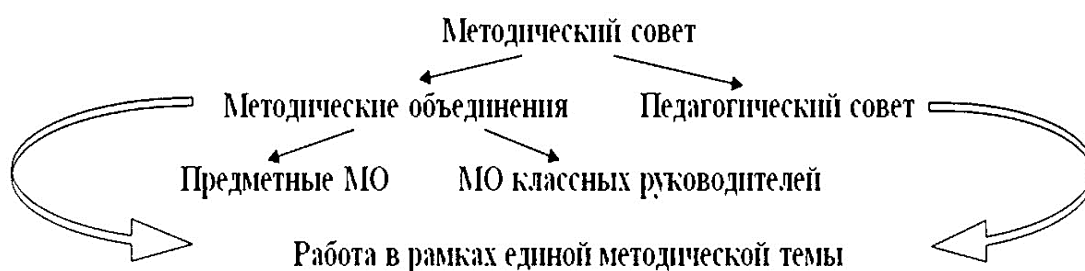 Методический совет
Методические объединения Педагогический совет
Предметные МО МО классных руководителей
Работа в рамках единой методической темы